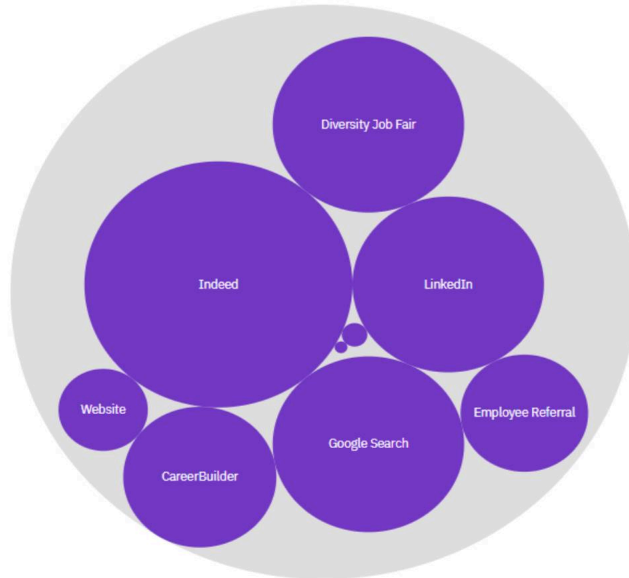 Diversity Job Fair
Indeed
LinkedIn
Website
Employee Referral
Google Search
CareerBuilder